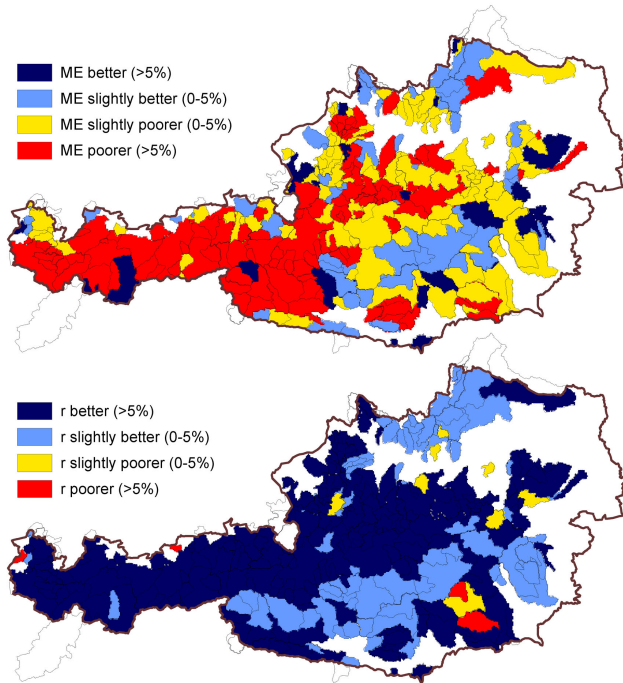 ME better (>5%)
ME slightly better (0-5%)
ME slightly poorer (0-5%)
ME poorer (>5%)
r better (>5%)
r slightly better (0-5%)
r slightly poorer (0-5%)
r poorer (>5%)